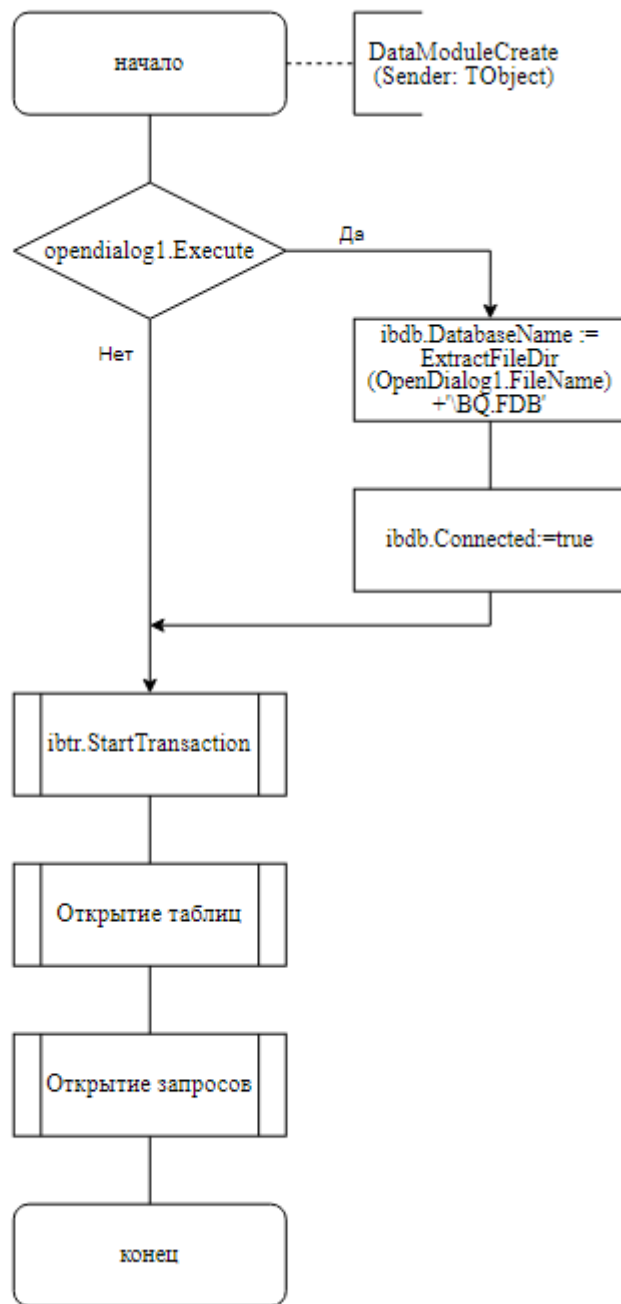 начало
DataModuleCreate
(Sender: TObject)
opendialog1.Execute
Да
Нет
ibdb.DatabaseName :=
ExtractFileDir
(OpenDialog1.FileName)
+'\BQ.FDB'
ibdb.Connected:=true
ibtr.StartTransaction
Открытие таблиц
Открытие запросов
конец